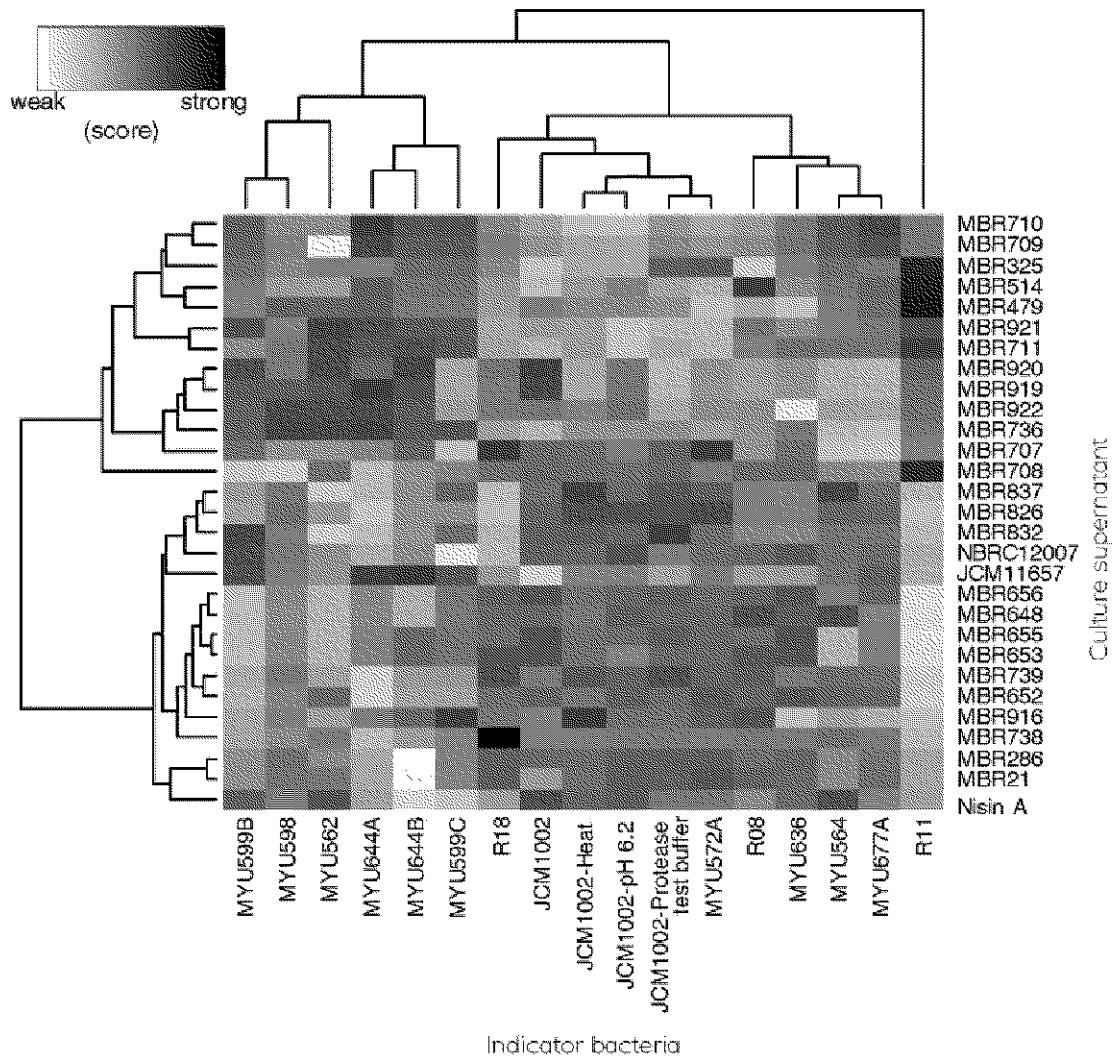 weak strong
(score)
MBR710
MBR709
MBR325
MBR514
MBR479
MBR921
MBR711
MBR920
MBR919
MBR922
MBR736
MBR707
MBR708
MBR837
MBR826
MBR832
NBRC12007
JCM11657
MBR656
MBR648
MBR655
MBR653
MBR739
MBR652
MBR916
MBR738
MBR286
MBR21
Nisin A
Culture supernatant
MYU599B
MYU598
MYU562
MYU644A
MYU644B
MYU599C
R18
JCM1002
JCM1002-Heat
JCM1002-pH 6.2
JCM1002-Protease
test buffer
MYU572A
R08
MYU636
MYU564
MYU677A
R11
Indicator bacteria